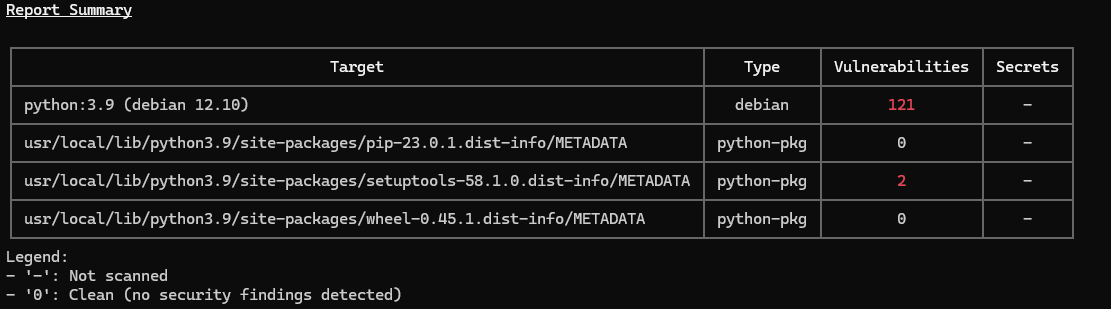 Report Summary
Target Type Vulnerabilities Secrets
python:3.9 (debian 12.10) debian 121 -
usr/local/lib/python3.9/site-packages/pip-23.0.1.dist-info/METADATA python-pkg 0 -
usr/local/lib/python3.9/site-packages/setuptools-58.1.0.dist-info/METADATA python-pkg 2 -
usr/local/lib/python3.9/site-packages/wheel-0.45.1.dist-info/METADATA python-pkg 0 -
Legend:
- '-': Not scanned
- '0': Clean (no security findings detected)